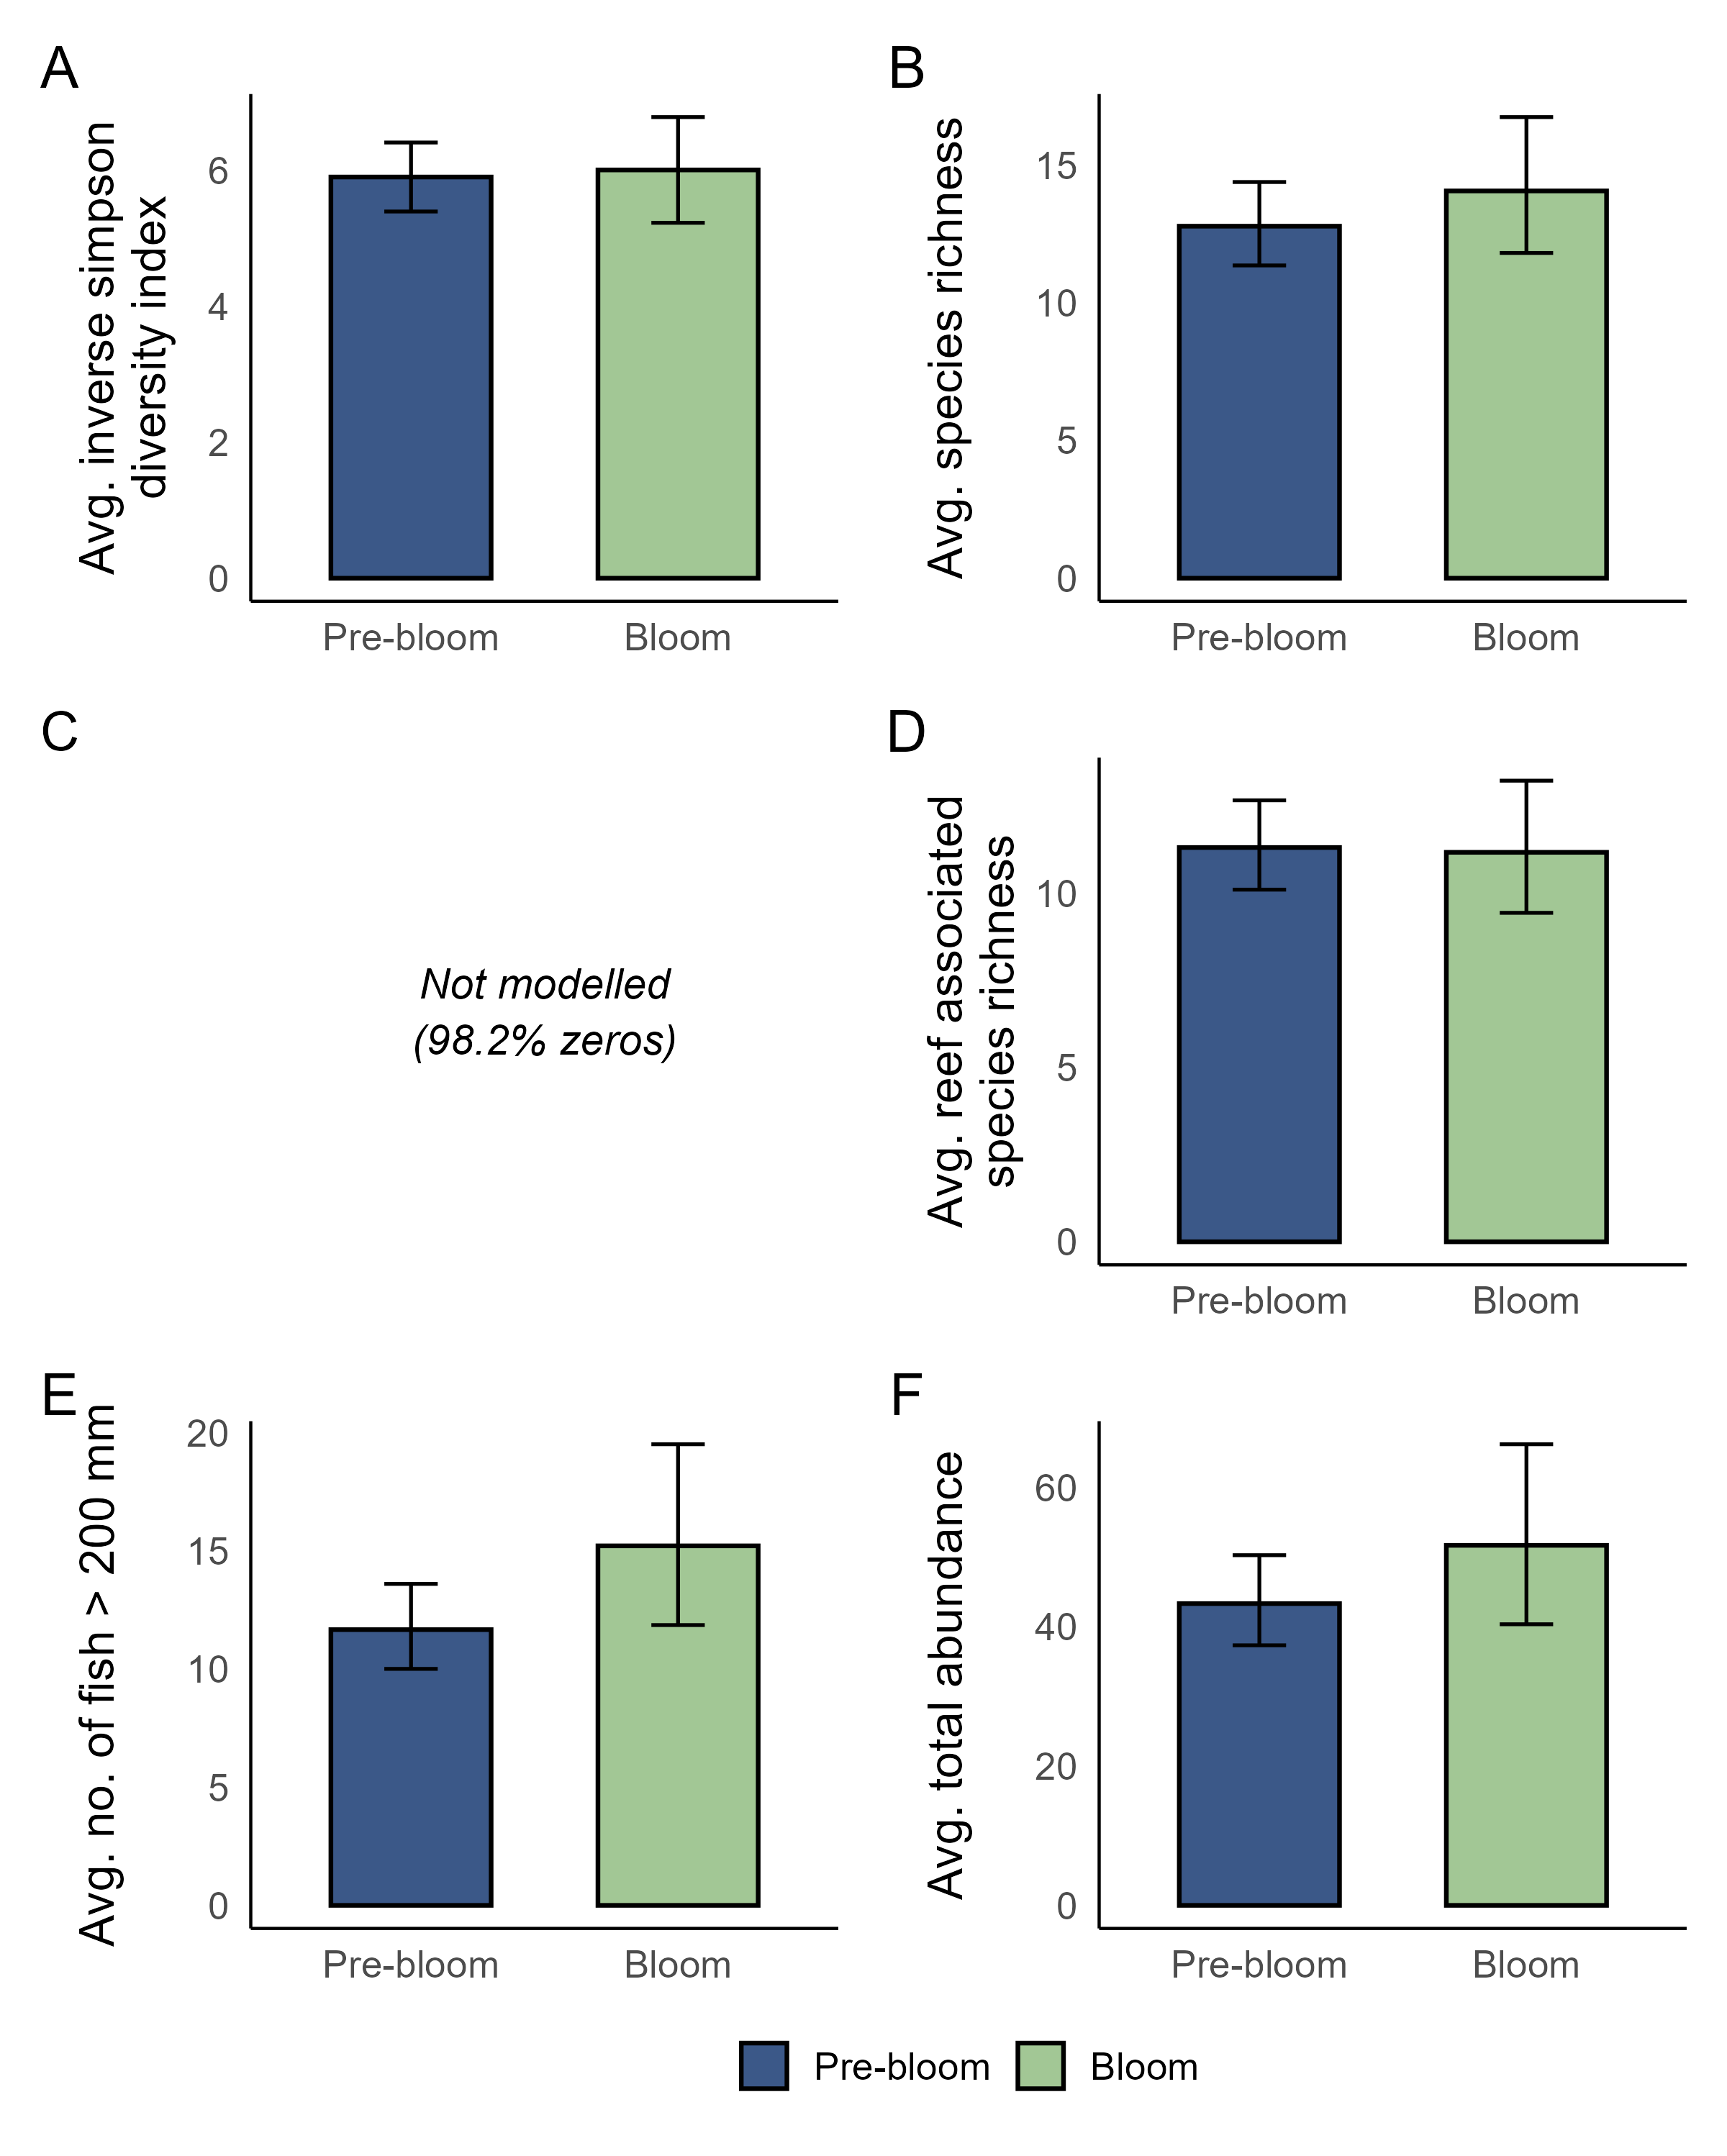 A
Avg. inverse simpson
diversity index
6
4
2
0
Pre-bloom
Bloom
B
Avg. species richness
15
10
5
0
Pre-bloom
Bloom
C
Not modelled
(98.2% zeros)
D
Avg. reef associated
species richness
10
5
0
Pre-bloom
Bloom
E
Avg. no. of fish > 200 mm
20
15
10
5
0
Pre-bloom
Bloom
F
Avg. total abundance
60
40
20
0
Pre-bloom
Bloom
Pre-bloom
Bloom